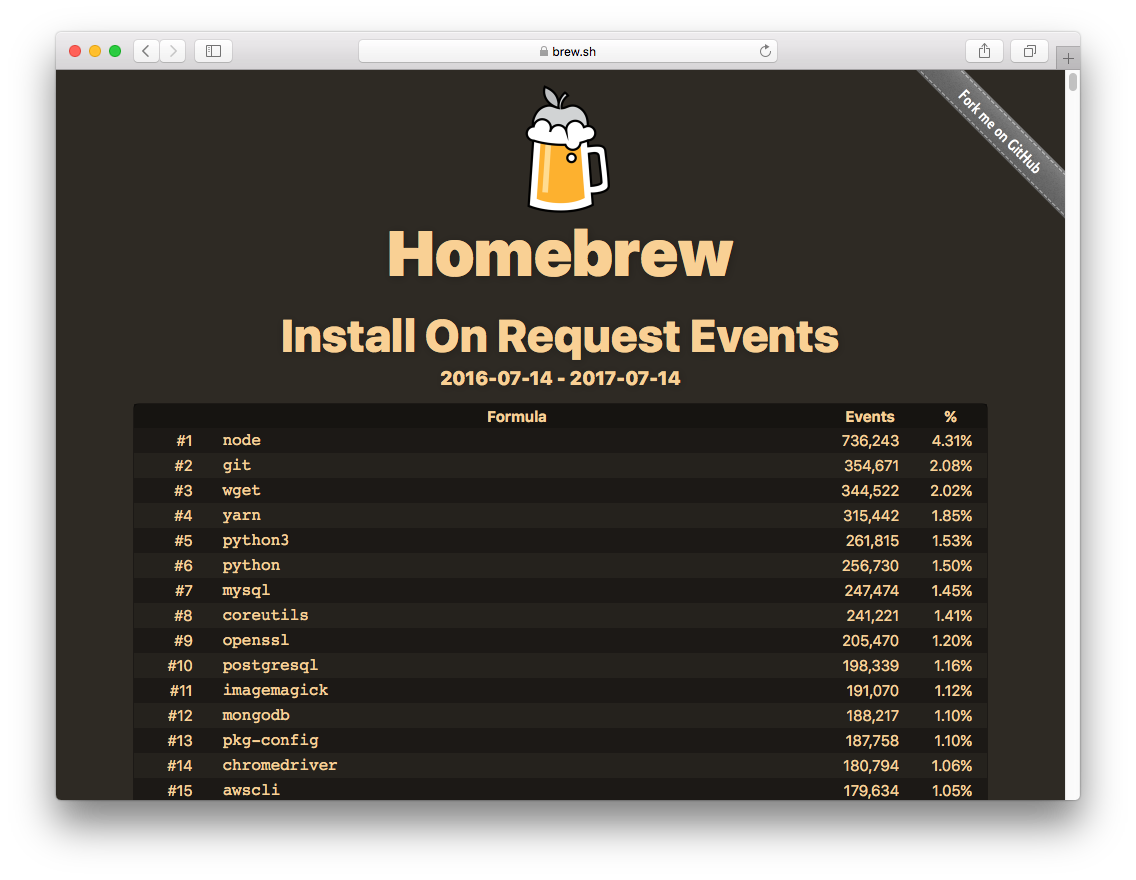 brew.sh
Fork me on GitHub
Homebrew
Install On Request Events
2016-07-14 - 2017-07-14
Formula Events %
#1 node 736,243 4.31%
#2 git 354,671 2.08%
#3 wget 344,522 2.02%
#4 yarn 315,442 1.85%
#5 python3 261,815 1.53%
#6 python 256,730 1.50%
#7 mysql 247,474 1.45%
#8 coreutils 241,221 1.41%
#9 openssl 205,470 1.20%
#10 postgresql 198,339 1.16%
#11 imagemagick 191,070 1.12%
#12 mongodb 188,217 1.10%
#13 pkg-config 187,758 1.10%
#14 chromedriver 180,794 1.06%
#15 awscli 179,634 1.05%